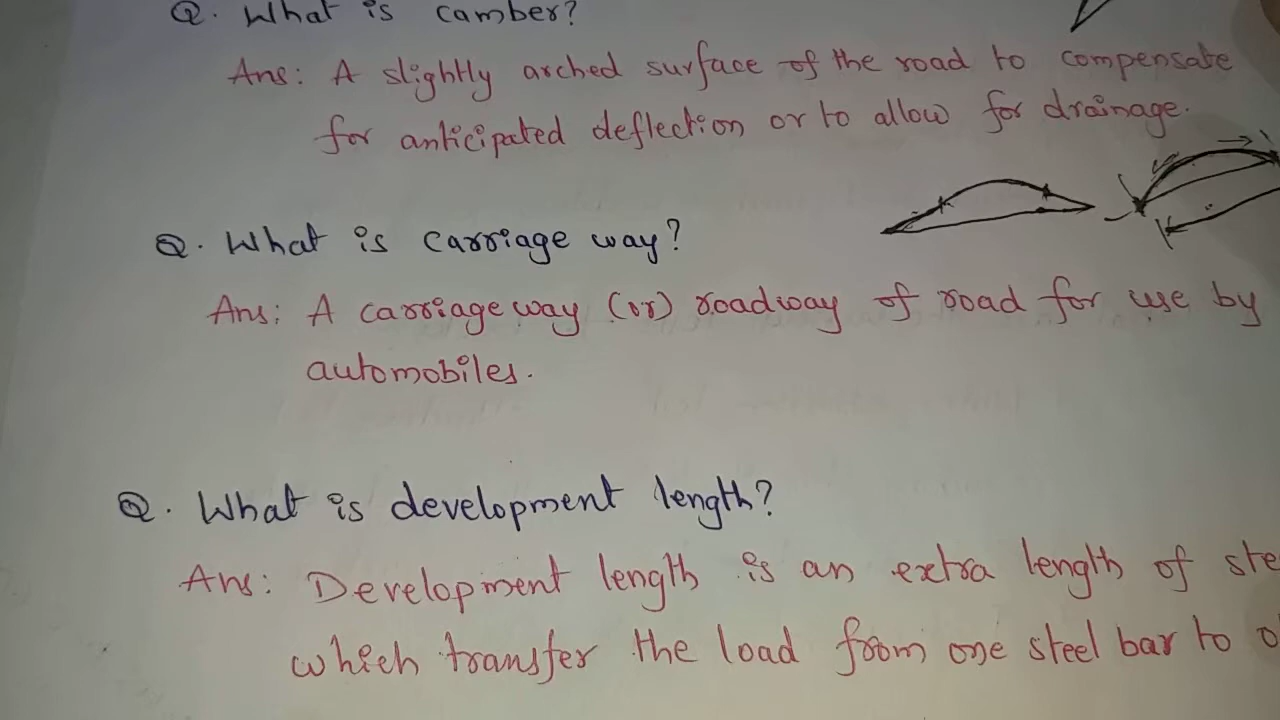 Q. What is camber?
Ans: A slightly arched surface of the road to compensate
for anticipated deflection or to allow for drainage.
Q. What is carriage way?
Ans: A carriage way (or) roadway of road for use by
automobiles.
Q. What is development length?
Ans: Development length is an extra length of ste
which transfer the load from one steel bar to o